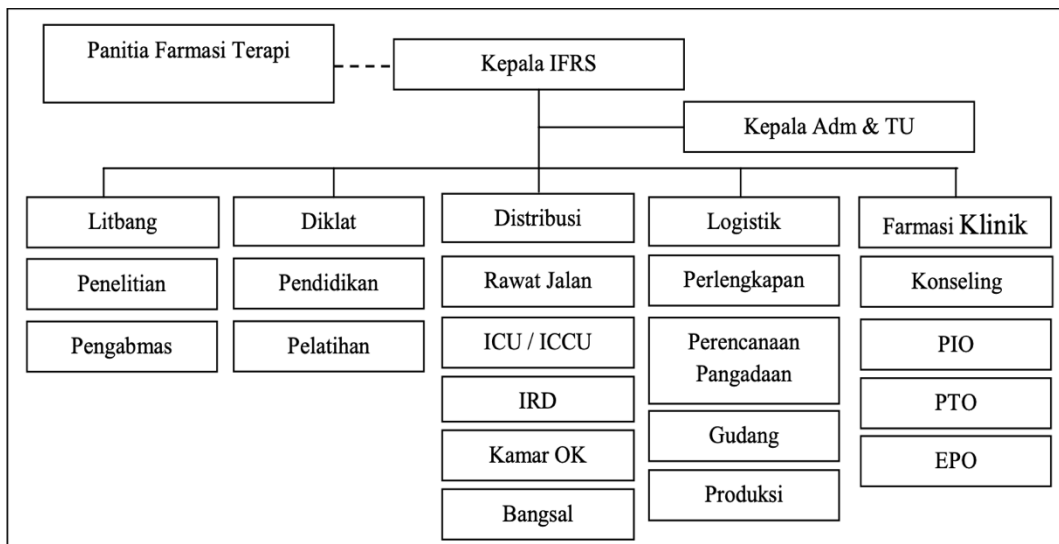 Panitia Farmasi Terapi
Kepala IFRS
Kepala Adm & TU
Litbang
Diklat
Distribusi
Logistik
Farmasi Klinik
Penelitian
Pendidikan
Rawat Jalan
Perlengkapan
Konseling
Pengabmas
Pelatihan
ICU / ICCU
Perencanaan
Pangadaan
PIO
IRD
PTO
Gudang
Kamar OK
EPO
Produksi
Bangsal